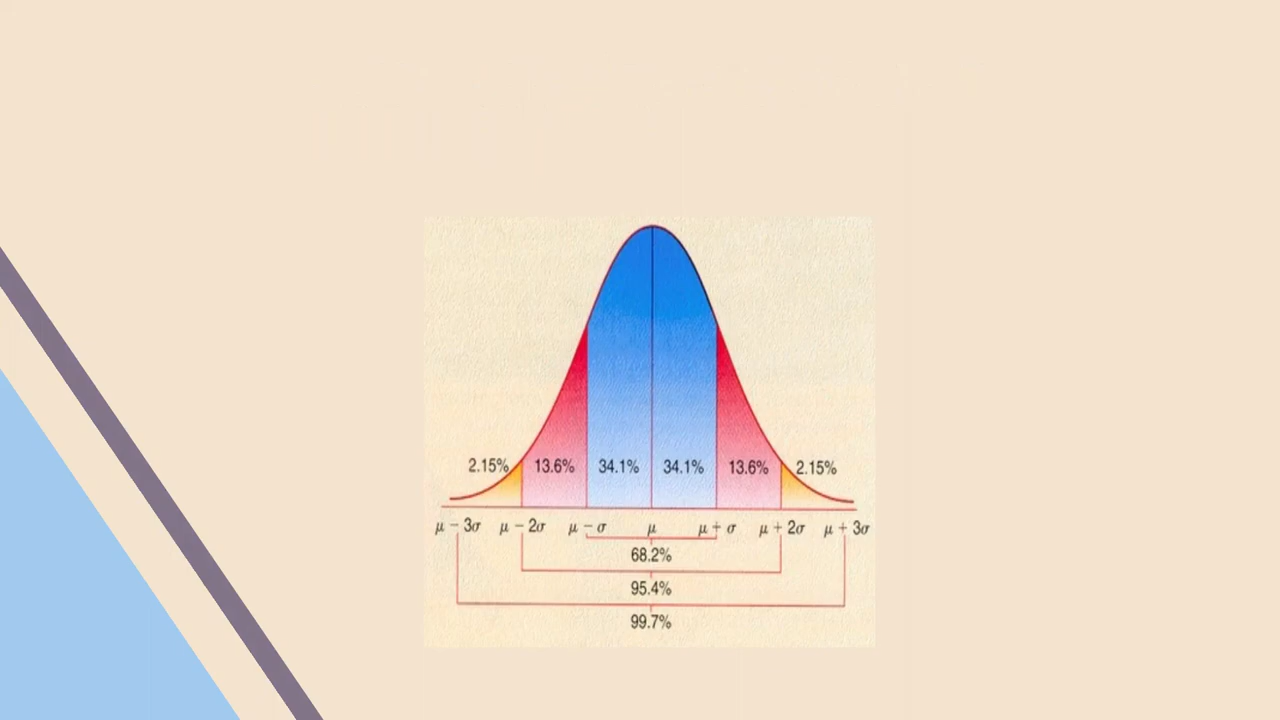 2.15% 13.6% 34.1% 34.1% 13.6% 2.15%
μ − 3σ μ − 2σ μ − σ μ μ + σ μ + 2σ μ + 3σ
68.2%
95.4%
99.7%